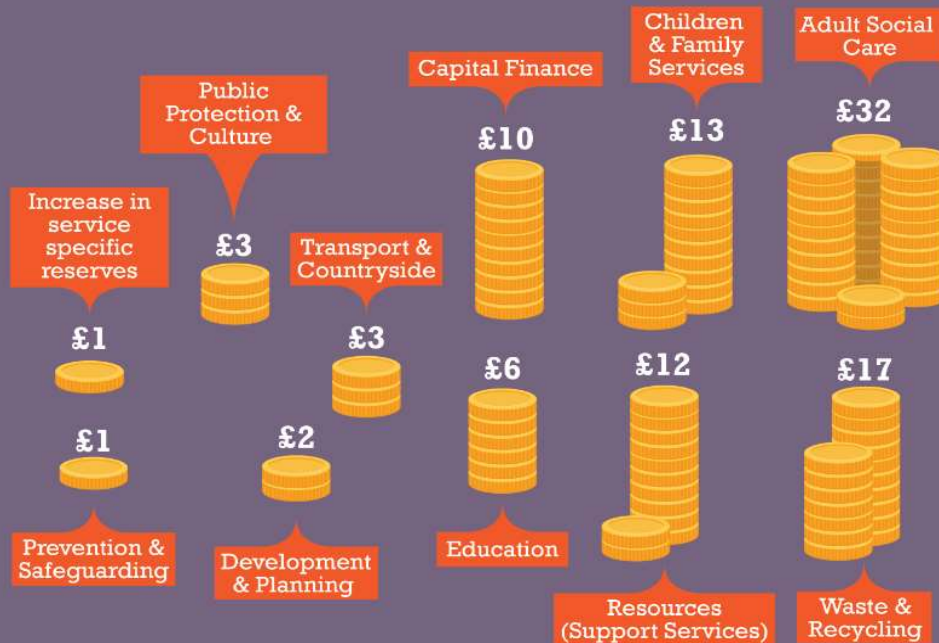 Increase in
service
specific
reserves
£1
Public
Protection &
Culture
£3
Transport &
Countryside
£3
Capital Finance
£10
Children
& Family
Services
£13
Adult Social
Care
£32
£1
Prevention &
Safeguarding
£2
Development
& Planning
£6
Education
£12
Resources
(Support Services)
£17
Waste &
Recycling